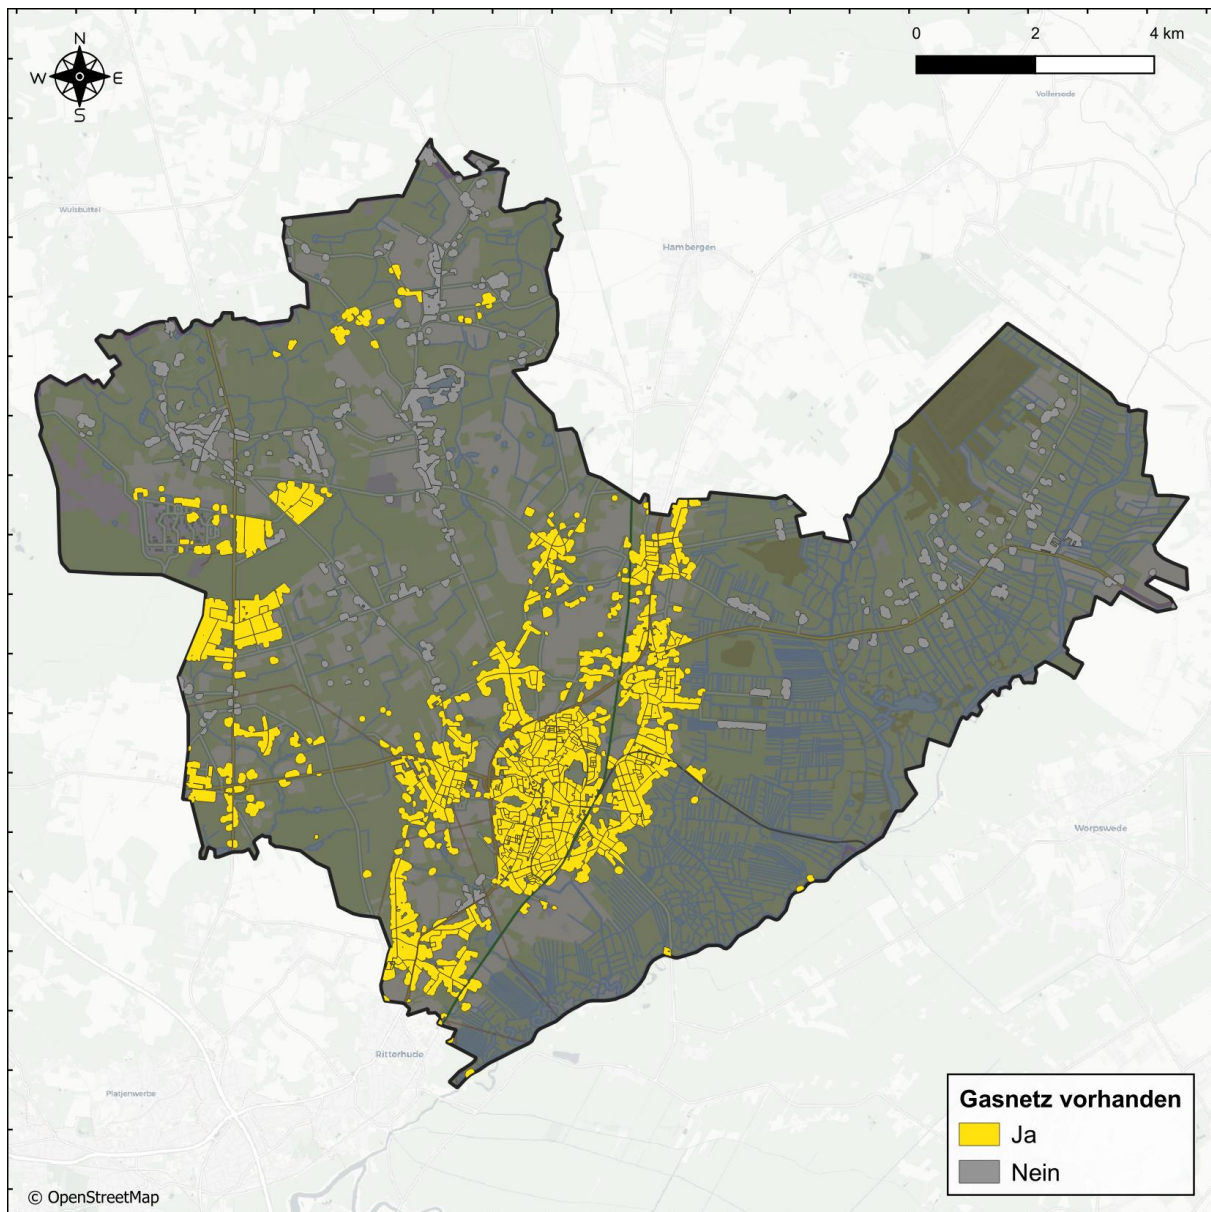 N
W E
S
0 2 4 km
Vollersode
Wulsbüttel
Hambergen
Worpswede
Ritterhude
Platjenwerbe
Gasnetz vorhanden
Ja
Nein
© OpenStreetMap